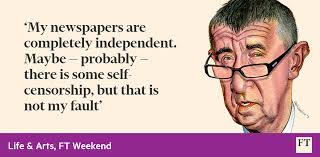 ‘My newspapers are
completely independent.
Maybe — probably —
there is some self-
censorship, but that is
not my fault’
Life & Arts, FT Weekend
FT